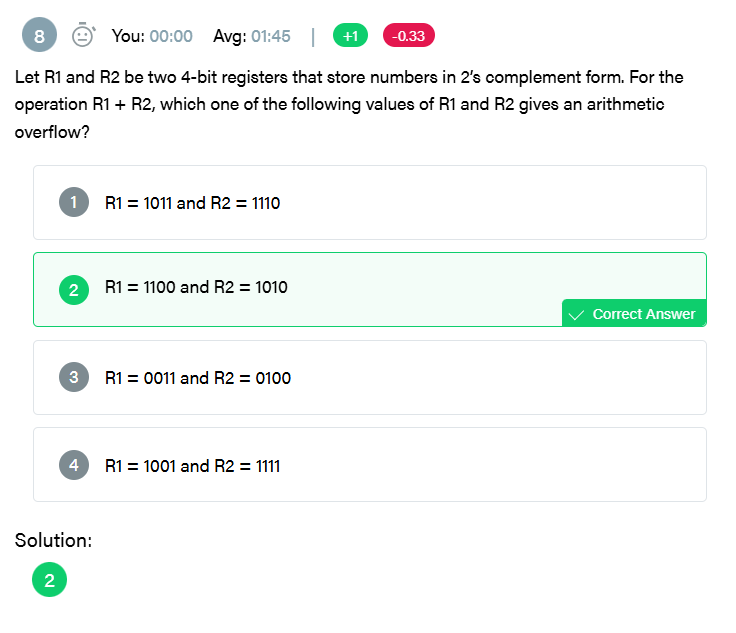 8 You: 00:00 Avg: 01:45 | +1 -0.33
Let R1 and R2 be two 4-bit registers that store numbers in 2’s complement form. For the
operation R1 + R2, which one of the following values of R1 and R2 gives an arithmetic
overflow?
1 R1 = 1011 and R2 = 1110
2 R1 = 1100 and R2 = 1010
Correct Answer
3 R1 = 0011 and R2 = 0100
4 R1 = 1001 and R2 = 1111
Solution:
2